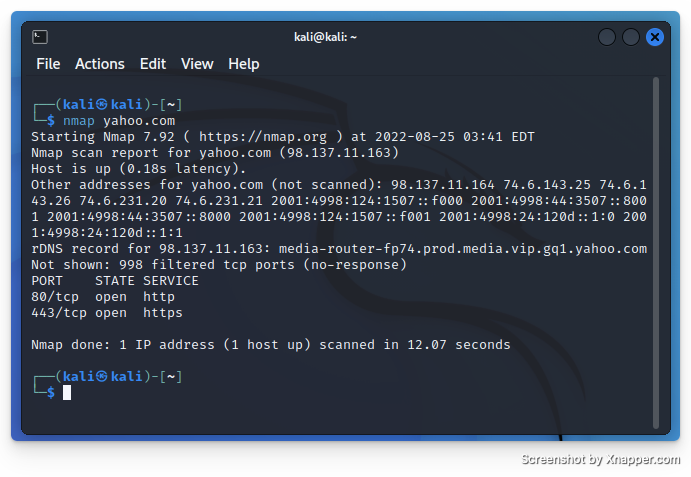 kali@kali: ~
File Actions Edit View Help
┌──(kali㉿kali)-[~]
└─$ nmap yahoo.com
Starting Nmap 7.92 ( https://nmap.org ) at 2022-08-25 03:41 EDT
Nmap scan report for yahoo.com (98.137.11.163)
Host is up (0.18s latency).
Other addresses for yahoo.com (not scanned): 98.137.11.164 74.6.143.25 74.6.1
43.26 74.6.231.20 74.6.231.21 2001:4998:124:1507::f000 2001:4998:44:3507::800
1 2001:4998:44:3507::8000 2001:4998:124:1507::f001 2001:4998:24:120d::1:0 200
1:4998:24:120d::1:1
rDNS record for 98.137.11.163: media-router-fp74.prod.media.vip.gq1.yahoo.com
Not shown: 998 filtered tcp ports (no-response)
PORT    STATE SERVICE
80/tcp  open  http
443/tcp open  https
Nmap done: 1 IP address (1 host up) scanned in 12.07 seconds
┌──(kali㉿kali)-[~]
└─$
Screenshot by Xnapper.com